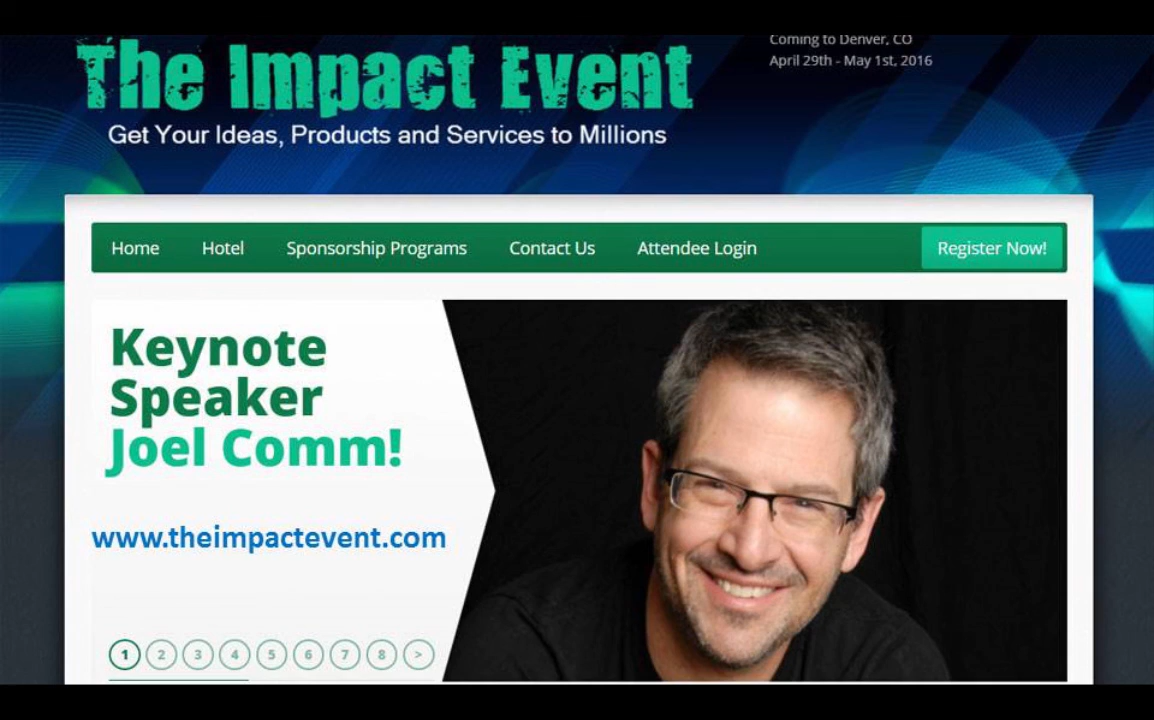 The Impact Event
Coming to Denver, CO
April 29th - May 1st, 2016
Get Your Ideas, Products and Services to Millions
Home Hotel Sponsorship Programs Contact Us Attendee Login Register Now!
Keynote
Speaker
Joel Comm!
www.theimpactevent.com
1 2 3 4 5 6 7 8 >